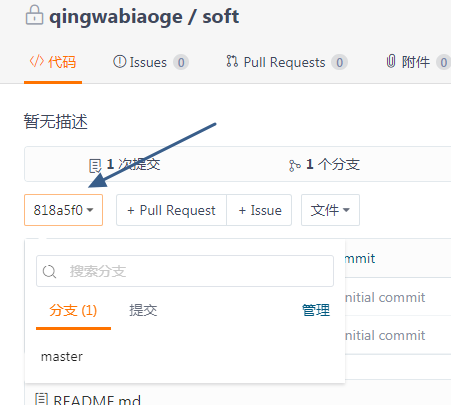 qingwabiaoge / soft
代码 Issues 0 Pull Requests 0 附件 0
暂无描述
1 次提交 1 个分支
818a5f0 + Pull Request + Issue 文件
搜索分支
mmit
分支 (1) 提交 管理
nitial commit
nitial commit
master
README.md